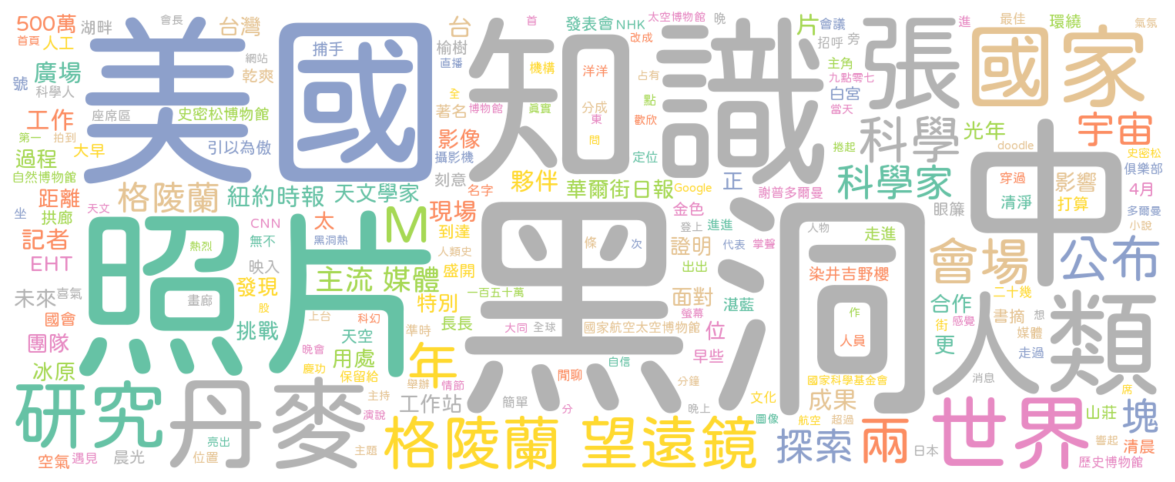 500萬 湖畔 會長 台灣 美國 捕手 台 榆樹 直播 首 知識 發表會 NHK 改成 太空博物館 晚 片 會議 招呼 旁 張 進 國家 最佳 環繞 氣氛
首頁 人工 網站 主角
號 廣場 科學人 乾爽 機構 洋洋 占有 九點零七 白宮
座席區 史密松博物館 全 著名 博物館 真實 分成 東 點 歡欣 當天
工作 第一 拍到 引以為傲 影像 攝影機 問 定位 捲起 科學 光年 中 宇宙 doodle
過程 大早 刻意 夥伴 Google 史密松
自然博物館 天文學家 名字 華爾街日報 正 謝普多爾曼 科學家 穿過 影響 俱樂部
距離 格陵蘭 紐約時報 清淨 打算 4月
坐 拱廊 天文 CNN 太 M 現場 金色 登上 進進 眼簾 多爾曼 小說
記者 照片 熱烈 無不 黑洞熱 到達 人類史 黑洞 條 次 證明 代表 掌聲 人物 走進 會場 公布
EHT 映入 主流 媒體 盛開 出出 染井吉野櫻
未來 喜氣 畫廊 發現 股 特別 一百五十萬 面對 湛藍 二十幾
國會 挑戰 上台 科幻 準時 長長 大同 全球 國家航空太空博物館 螢幕 位 作 合作 街 感覺 書摘 想 人類
團隊 天空 早些 人員 更 媒體 走過
冰原 晚會 用處 年 自信
慶功 保留給 舉辦 情節 閒聊 分鐘 國家科學基金會 消息
研究 丹麥 主持 工作站 簡單 晚上 文化 成果 世界 席 山莊 塊
亮出 演說 分 格陵蘭 望遠鏡 圖像 航空 超過 響起
空氣 遇見 晨光 位置 主題 探索 兩 日本 歷史博物館 清晨